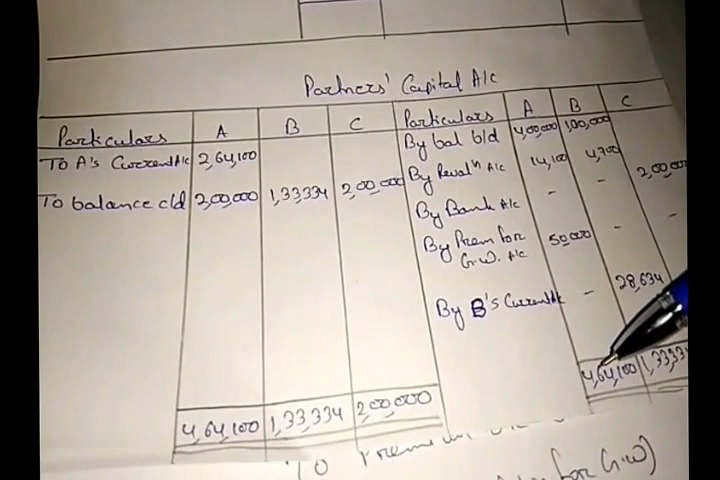 Partners' Capital A/c
Particulars A B C Particulars A B C
To A's Current A/c 2,64,100 By bal b/d 4,00,000 1,00,000
By Reval^n A/c 14,100 4,700
To balance c/d 2,00,000 1,33,334 2,00,000 By Bank A/c - - 2,00,000
By Prem for G.W. A/c 50,000 - -
By B's Current A/c - 28,634
4,64,100 1,33,334 2,00,000 4,64,100 1,33,334
To
for G.W)